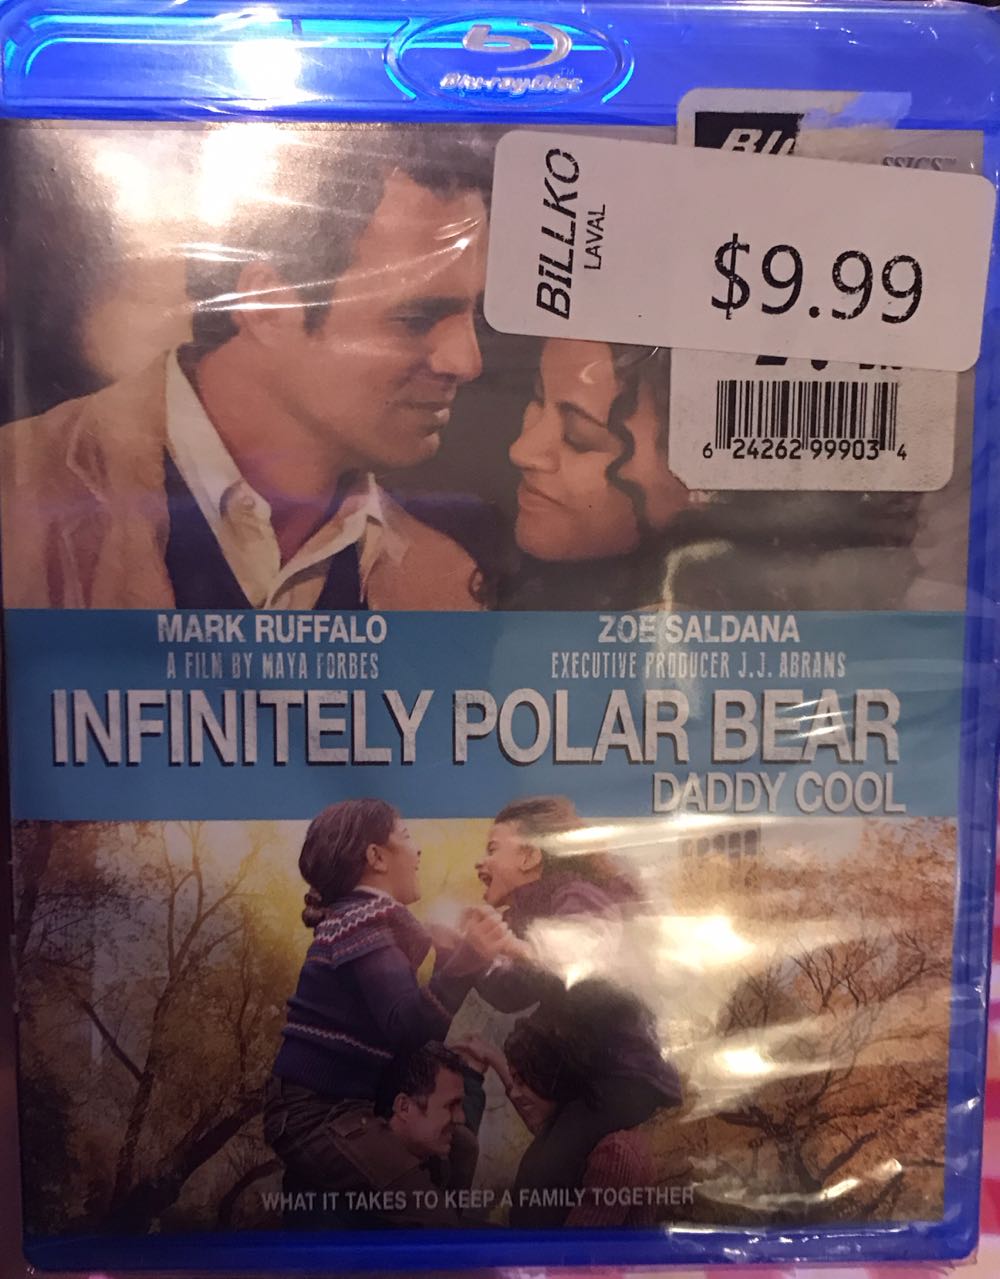 Blu-ray Disc
BiLLKO
LAVAL
$9.99
6 24262 99903 4
MARK RUFFALO
ZOE SALDANA
A FILM BY MAYA FORBES
EXECUTIVE PRODUCER J.J. ABRAMS
INFINITELY POLAR BEAR
DADDY COOL
WHAT IT TAKES TO KEEP A FAMILY TOGETHER